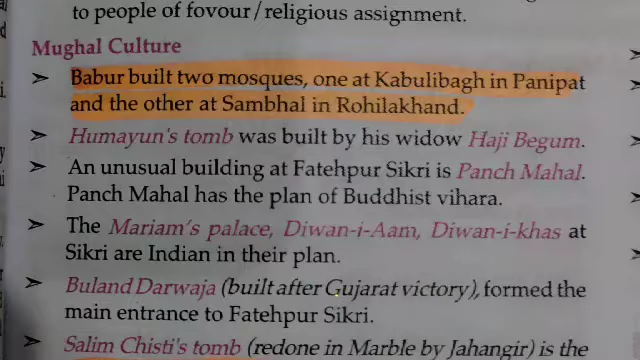 to people of fovour/religious assignment.
Mughal Culture
➢ Babur built two mosques, one at Kabulibagh in Panipat
and the other at Sambhal in Rohilakhand.
➢ Humayun's tomb was built by his widow Haji Begum.
➢ An unusual building at Fatehpur Sikri is Panch Mahal.
Panch Mahal has the plan of Buddhist vihara.
➢ The Mariam's palace, Diwan-i-Aam, Diwan-i-khas at
Sikri are Indian in their plan.
➢ Buland Darwaja (built after Gujarat victory), formed the
main entrance to Fatehpur Sikri.
➢ Salim Chisti's tomb (redone in Marble by Jahangir) is the